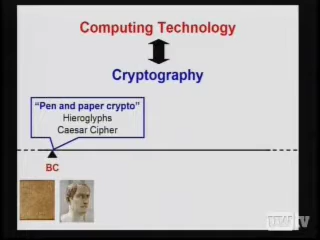 Computing Technology
Cryptography
“Pen and paper crypto”
Hieroglyphs
Caesar Cipher
BC
UWTV